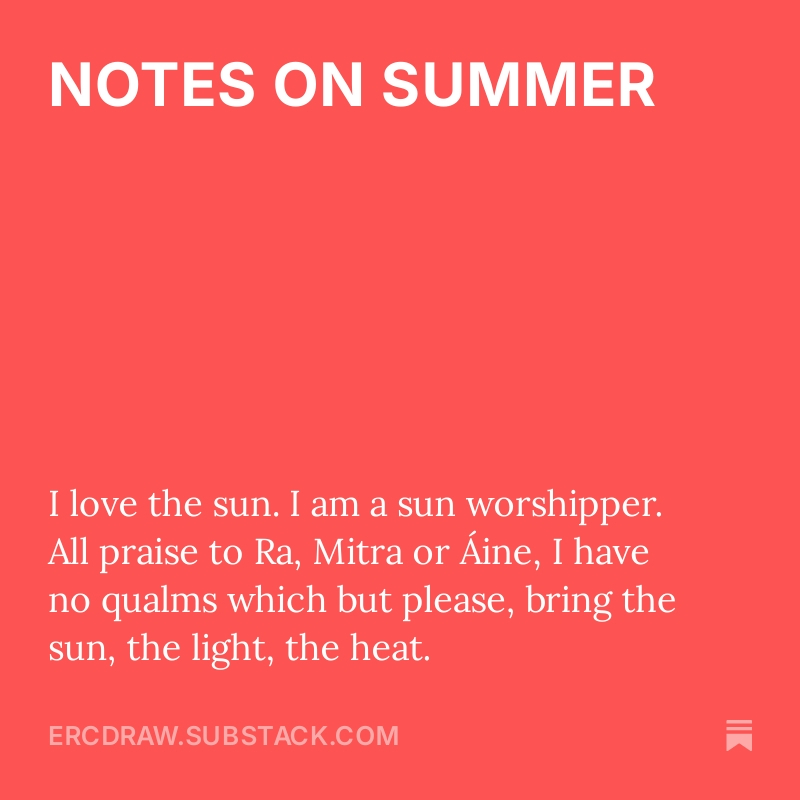 NOTES ON SUMMER
I love the sun. I am a sun worshipper.
All praise to Ra, Mitra or Áine, I have
no qualms which but please, bring the
sun, the light, the heat.
ERCDRAW.SUBSTACK.COM